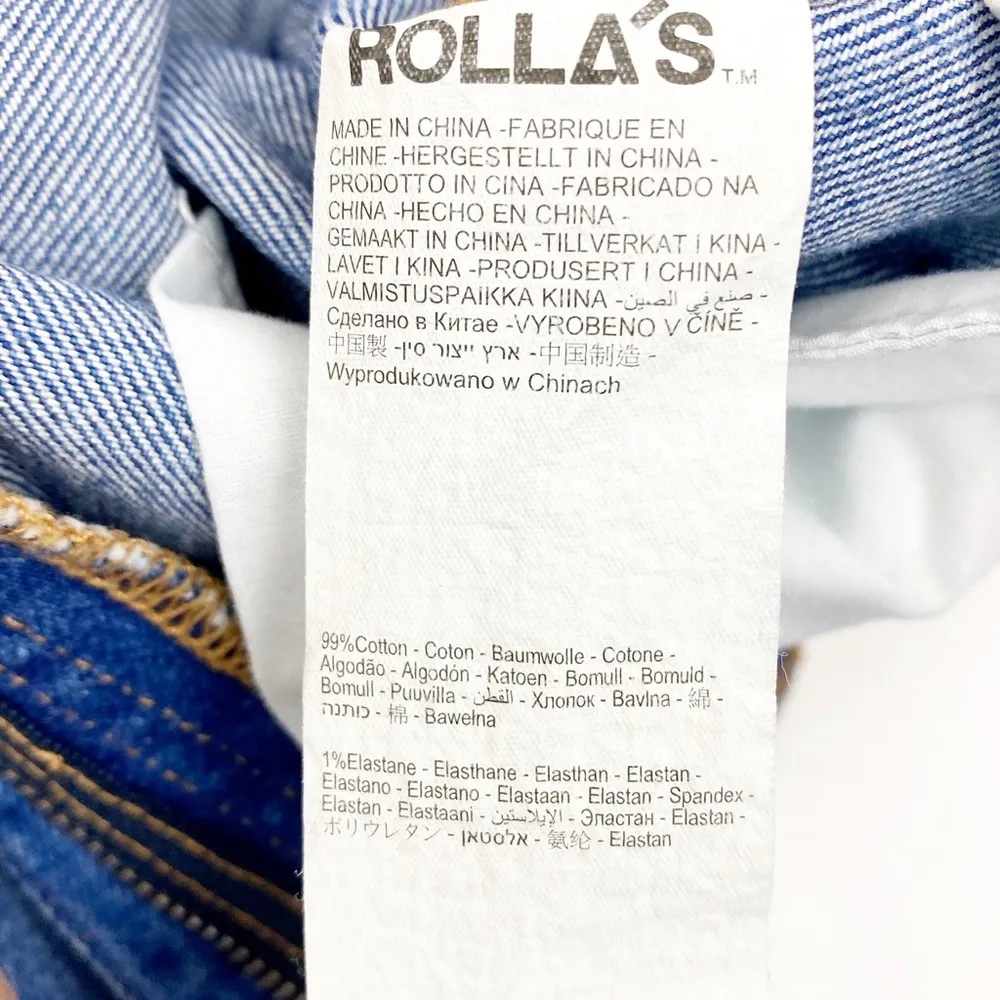 ROLLA'S T.M
MADE IN CHINA -FABRIQUE EN
CHINE -HERGESTELLT IN CHINA -
PRODOTTO IN CINA -FABRICADO NA
CHINA -HECHO EN CHINA -
GEMAAKT IN CHINA -TILLVERKAT I KINA -
LAVET I KINA -PRODUSERT I CHINA -
VALMISTUSPAIKKA KIINA -صنع في الصين -
Сделано в Китае -VYROBENO V ČÍNĚ -
中国製 -ארץ ייצור סין -中国制造 -
Wyprodukowano w Chinach
99%Cotton - Coton - Baumwolle - Cotone -
Algodão - Algodón - Katoen - Bomull - Bomuld -
Bomull - Puuvilla - القطن - Хлопок - Bavlna - 綿 -
כותנה - 棉 - Bawełna
1%Elastane - Elasthane - Elasthan - Elastan -
Elastano - Elastano - Elastaan - Elastan - Spandex -
Elastan - Elastaani - الإيلاستين - Эластан - Elastan -
ポリウレタン - אלסטאן - 氨纶 - Elastan